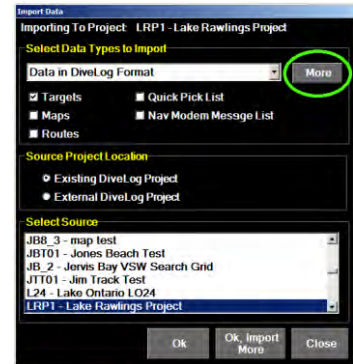 Import Data
Importing To Project: LRP1 - Lake Rawlings Project
Select Data Types to Import
Data in DiveLog Format
More
Targets
Quick Pick List
Maps
Nav Modem Messge List
Routes
Source Project Location
Existing DiveLog Project
External DiveLog Project
Select Source
JB8_3 - map test
JBT01 - Jones Beach Test
JB_2 - Jervis Bay VSW Search Grid
JTT01 - Jim Track Test
L24 - Lake Ontario LO24
LRP1 - Lake Rawlings Project
Ok
Ok, Import More
Close